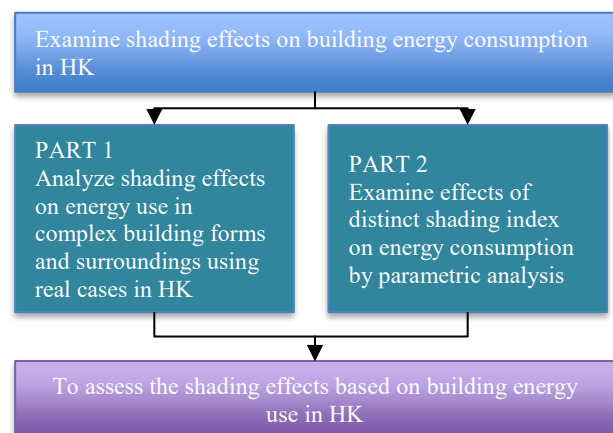 Examine shading effects on building energy consumption
in HK
PART 1
Analyze shading effects
on energy use in
complex building forms
and surroundings using
real cases in HK
PART 2
Examine effects of
distinct shading index
on energy consumption
by parametric analysis
To assess the shading effects based on building energy
use in HK